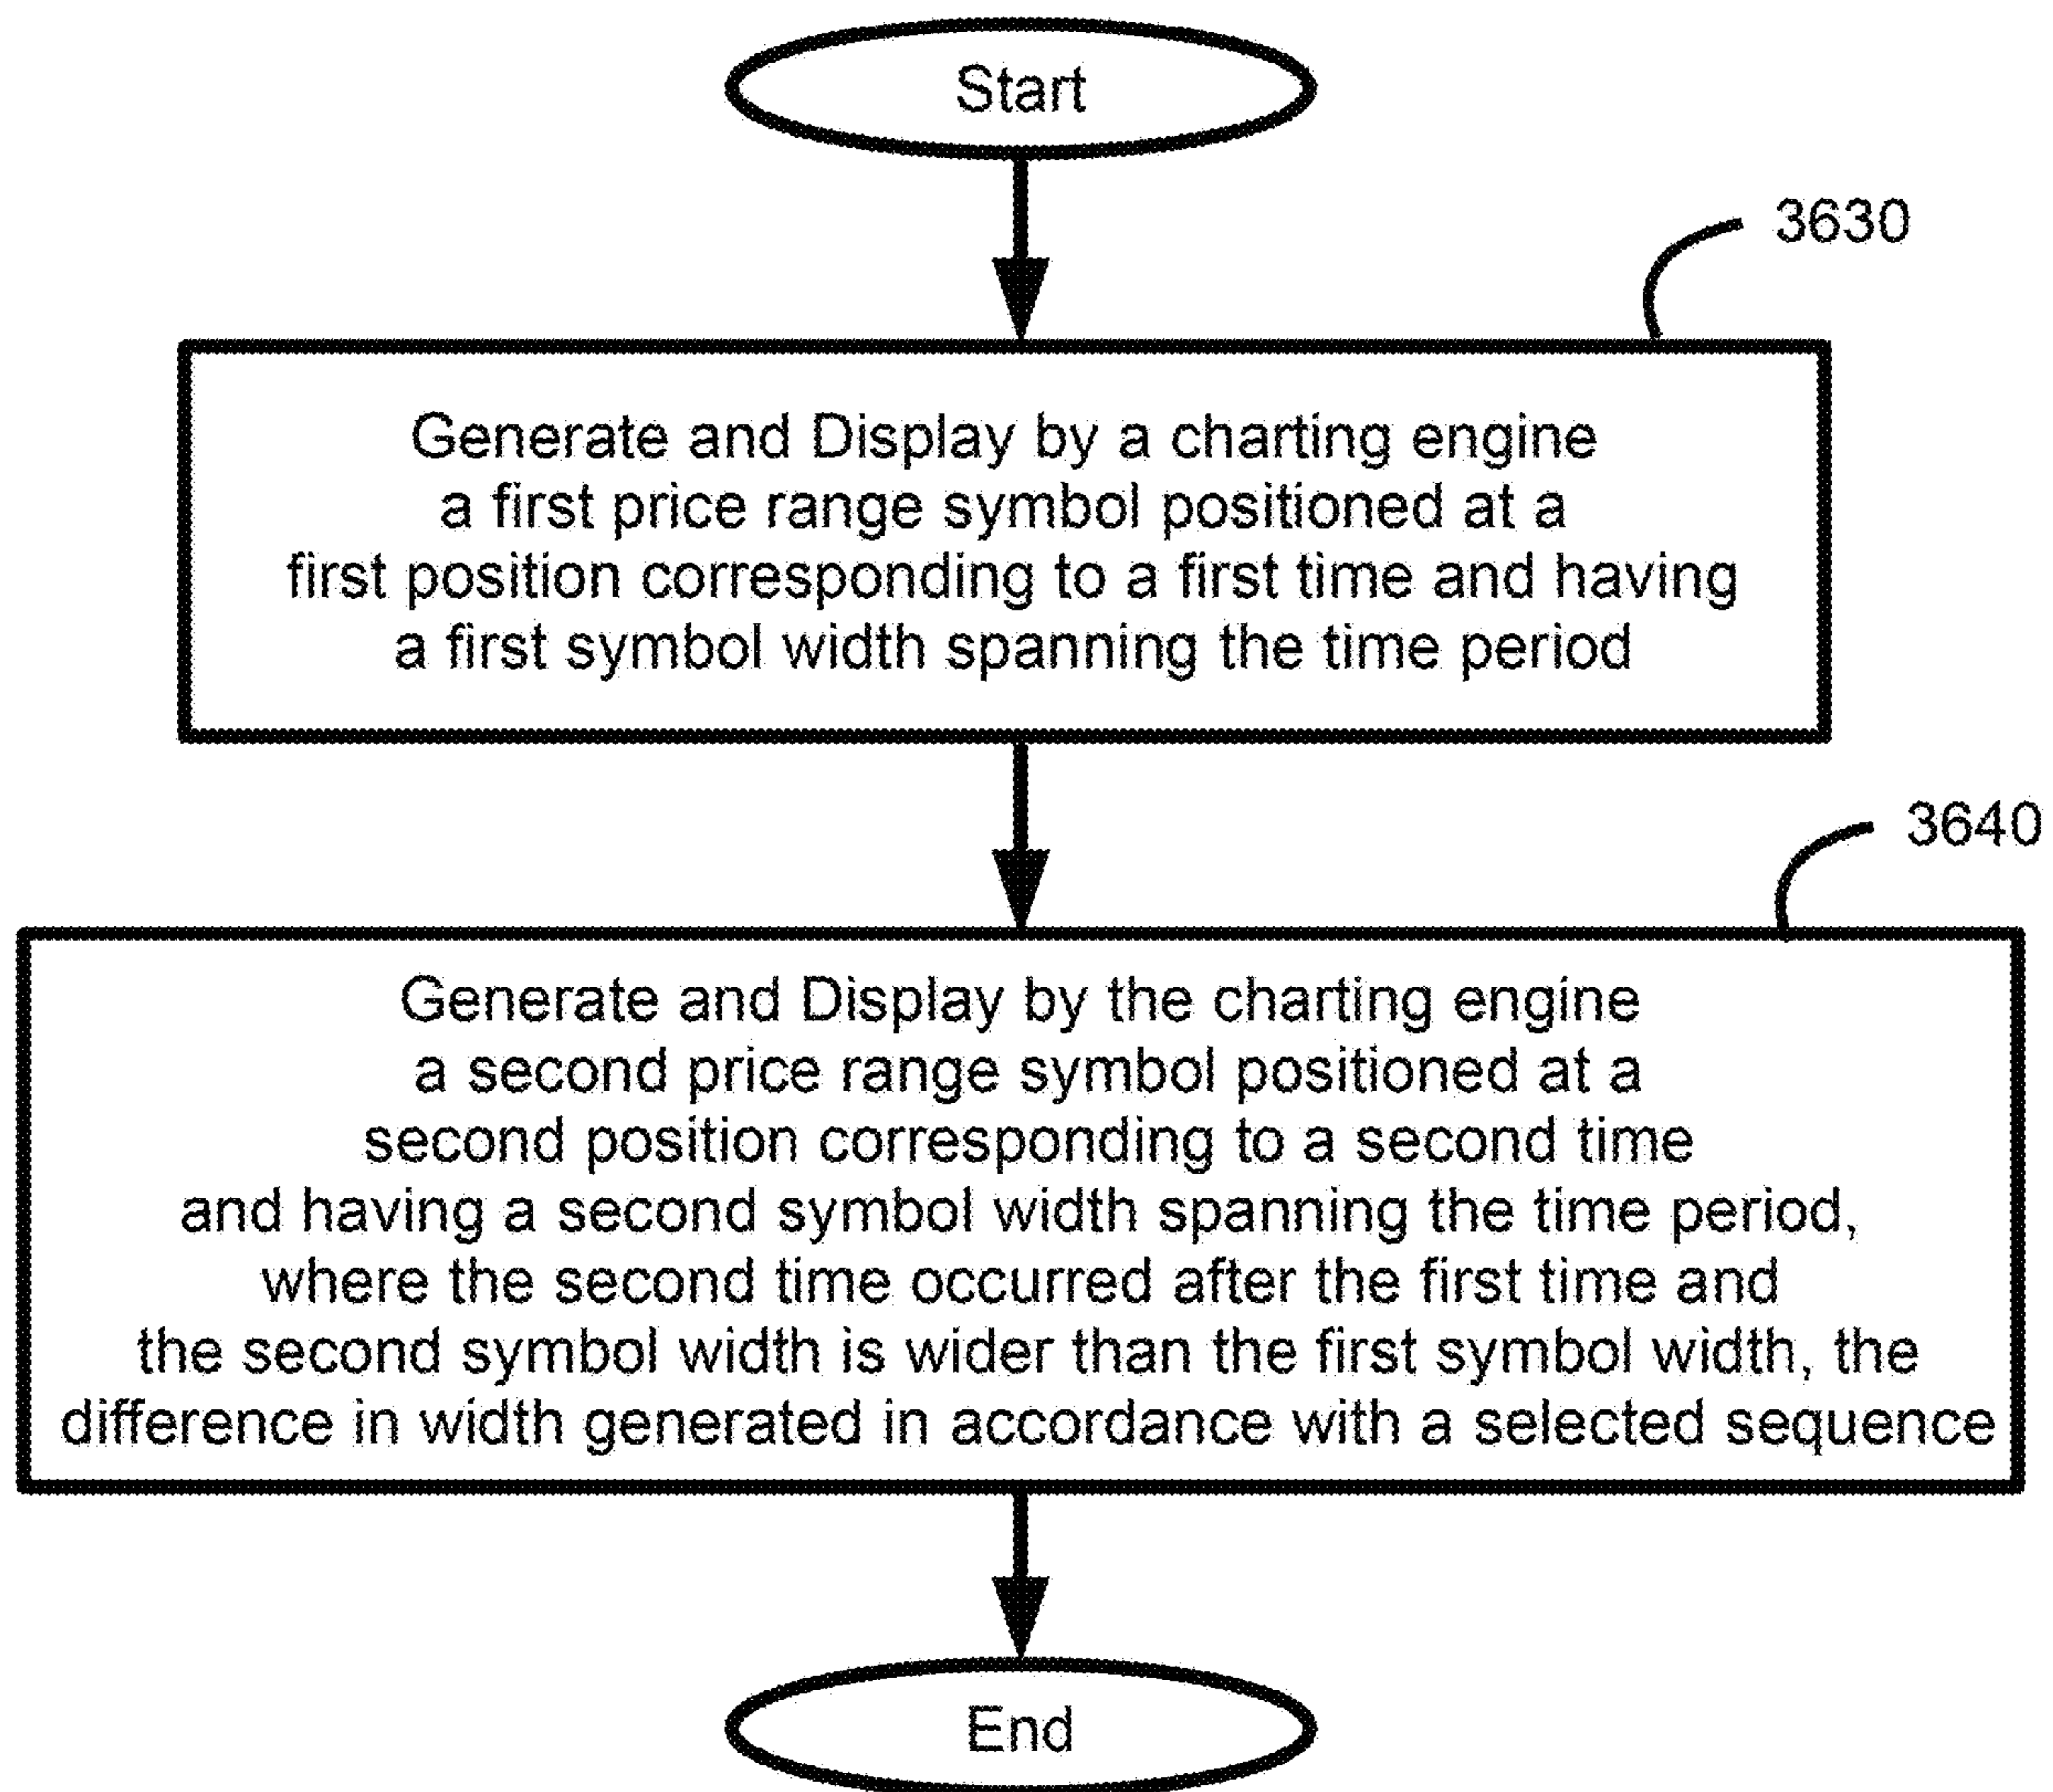 Start
3630
Generate and Display by a charting engine
a first price range symbol positioned at a
first position corresponding to a first time and having
a first symbol width spanning the time period
3640
Generate and Display by the charting engine
a second price range symbol positioned at a
second position corresponding to a second time
and having a second symbol width spanning the time period,
where the second time occurred after the first time and
the second symbol width is wider than the first symbol width, the
difference in width generated in accordance with a selected sequence
End